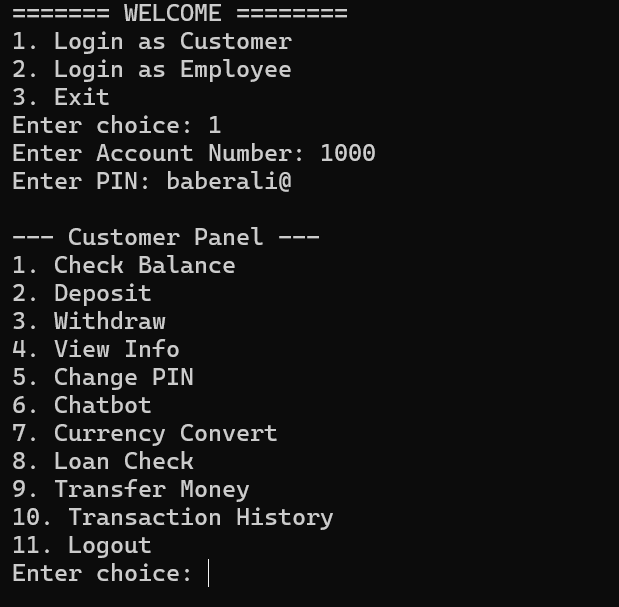 ======= WELCOME ========
1. Login as Customer
2. Login as Employee
3. Exit
Enter choice: 1
Enter Account Number: 1000
Enter PIN: baberali@
--- Customer Panel ---
1. Check Balance
2. Deposit
3. Withdraw
4. View Info
5. Change PIN
6. Chatbot
7. Currency Convert
8. Loan Check
9. Transfer Money
10. Transaction History
11. Logout
Enter choice: